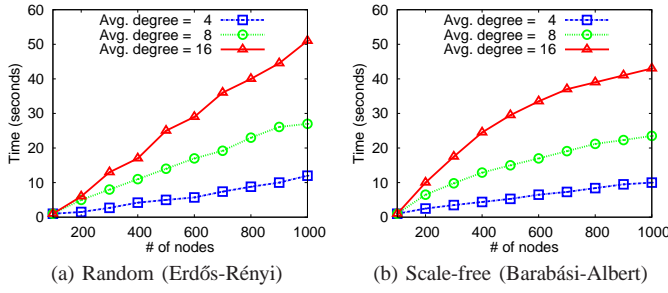 60
50
40
30
20
10
0
Time (seconds)
Avg. degree = 4
Avg. degree = 8
Avg. degree = 16
200 400 600 800 1000
# of nodes
(a) Random (Erdős-Rényi)
60
50
40
30
20
10
0
Time (seconds)
Avg. degree = 4
Avg. degree = 8
Avg. degree = 16
200 400 600 800 1000
# of nodes
(b) Scale-free (Barabási-Albert)